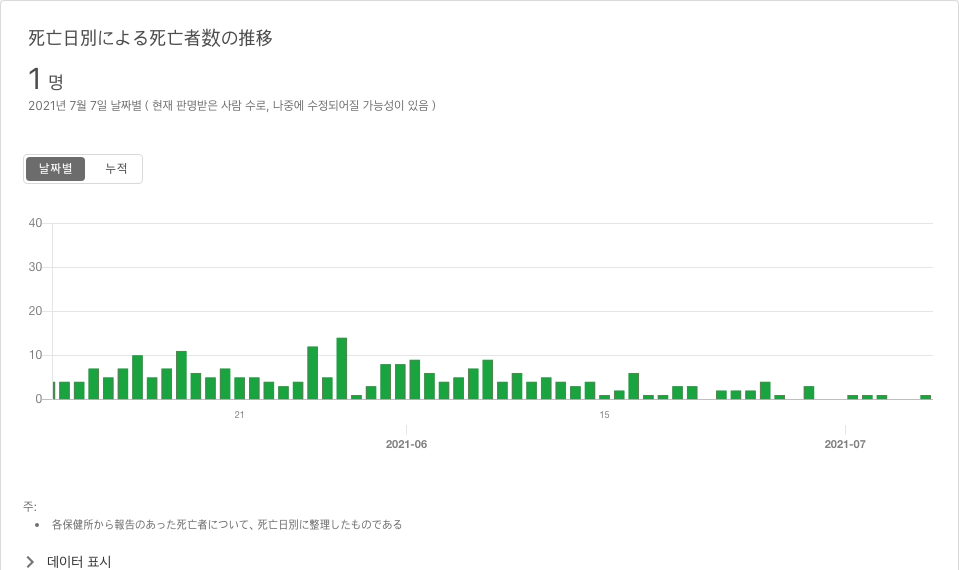 死亡日別による死亡者数の推移
1 명
2021년 7월 7일 날짜별 ( 현재 판명받은 사람 수로, 나중에 수정되어질 가능성이 있음 )
날짜별 누적
40
30
20
10
0
21 15
2021-06 2021-07
주:
• 各保健所から報告のあった死亡者について、死亡日別に整理したものである
데이터 표시